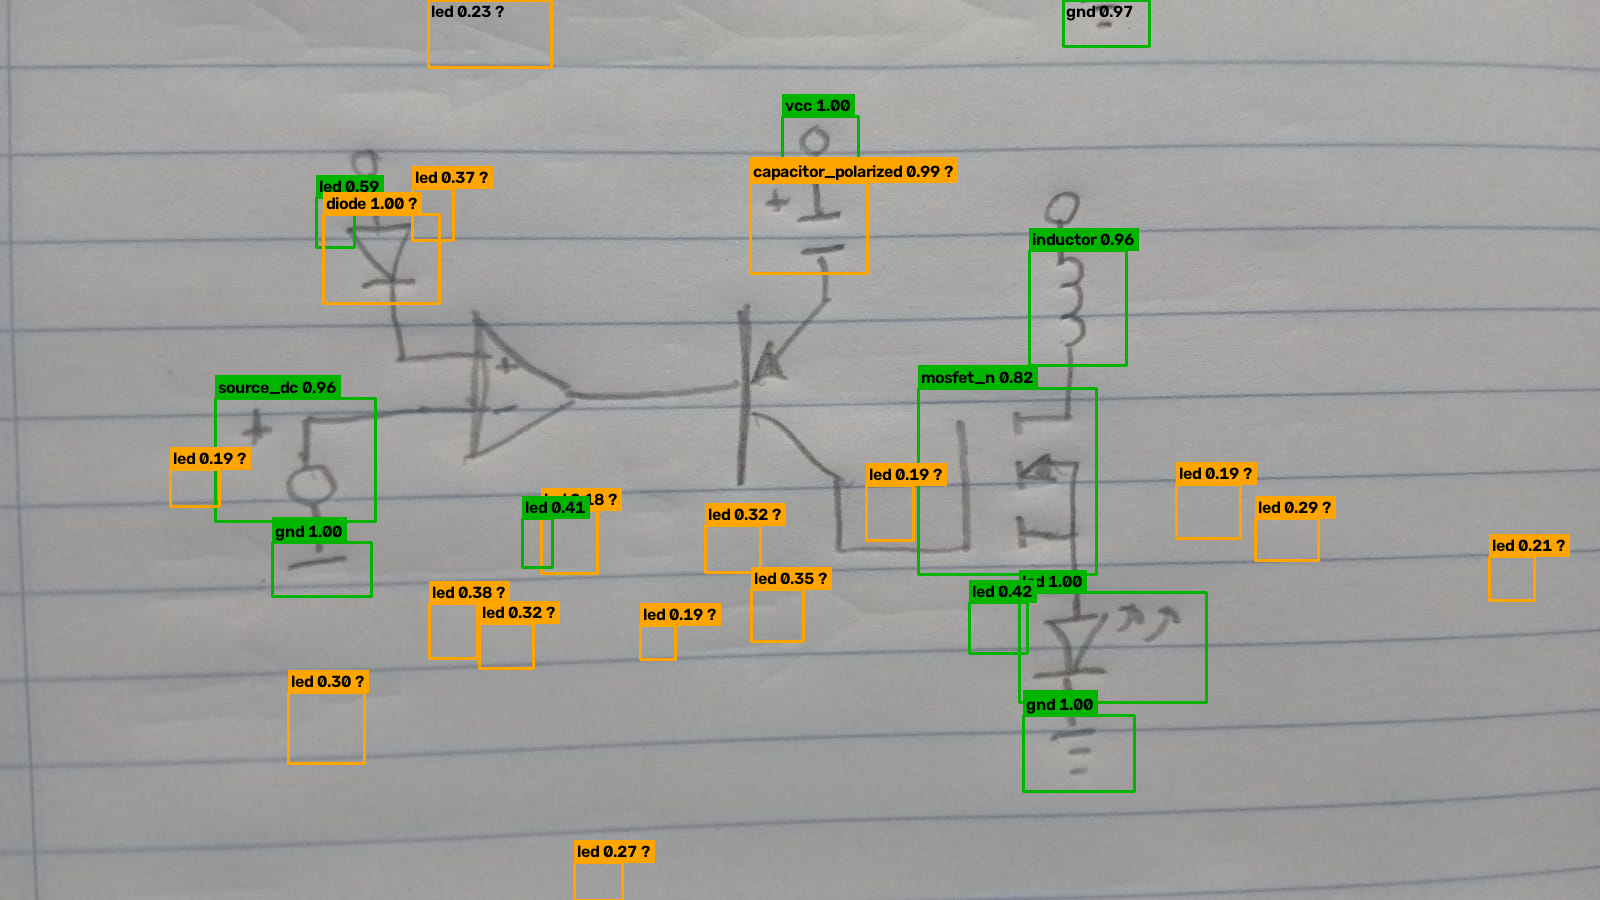 led 0.23 ?
gnd 0.97
vcc 1.00
capacitor_polarized 0.99 ?
+
led 0.37 ?
led 0.59
diode 1.00 ?
inductor 0.96
+
mosfet_n 0.82
source_dc 0.96
+
-
led 0.19 ?
led 0.19 ?
led 0.19 ?
led 0.29 ?
8 ?
led 0.41
led 0.32 ?
gnd 1.00
led 0.21 ?
led 0.35 ?
led 1.00
led 0.42
led 0.38 ?
led 0.32 ?
led 0.19 ?
led 0.30 ?
gnd 1.00
led 0.27 ?